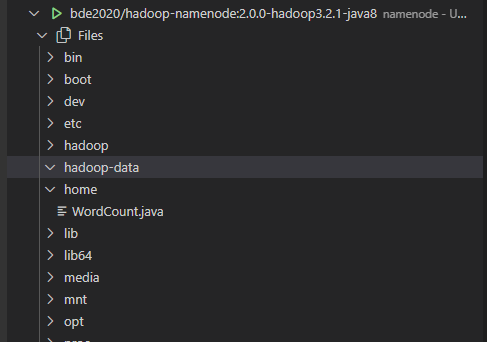 bde2020/hadoop-namenode:2.0.0-hadoop3.2.1-java8 namenode - U...
Files
bin
boot
dev
etc
hadoop
hadoop-data
home
WordCount.java
lib
lib64
media
mnt
opt